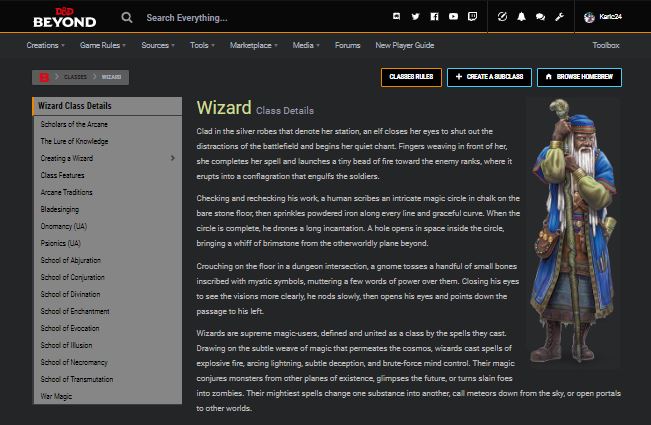 D&D
BEYOND
Search Everything...
Karic24
Creations
Game Rules
Sources
Tools
Marketplace
Media
Forums
New Player Guide
Toolbox
B
CLASSES
WIZARD
CLASSES RULES
CREATE A SUBCLASS
BROWSE HOMEBREW
Wizard Class Details
Scholars of the Arcane
The Lure of Knowledge
Creating a Wizard
Class Features
Arcane Traditions
Bladesinging
Onomancy (UA)
Psionics (UA)
School of Abjuration
School of Conjuration
School of Divination
School of Enchantment
School of Evocation
School of Illusion
School of Necromancy
School of Transmutation
War Magic
Wizard Class Details
Clad in the silver robes that denote her station, an elf closes her eyes to shut out the
distractions of the battlefield and begins her quiet chant. Fingers weaving in front of her,
she completes her spell and launches a tiny bead of fire toward the enemy ranks, where it
erupts into a conflagration that engulfs the soldiers.
Checking and rechecking his work, a human scribes an intricate magic circle in chalk on the
bare stone floor, then sprinkles powdered iron along every line and graceful curve. When the
circle is complete, he drones a long incantation. A hole opens in space inside the circle,
bringing a whiff of brimstone from the otherworldly plane beyond.
Crouching on the floor in a dungeon intersection, a gnome tosses a handful of small bones
inscribed with mystic symbols, muttering a few words of power over them. Closing his eyes
to see the visions more clearly, he nods slowly, then opens his eyes and points down the
passage to his left.
Wizards are supreme magic-users, defined and united as a class by the spells they cast.
Drawing on the subtle weave of magic that permeates the cosmos, wizards cast spells of
explosive fire, arcing lightning, subtle deception, and brute-force mind control. Their magic
conjures monsters from other planes of existence, glimpses the future, or turns slain foes
into zombies. Their mightiest spells change one substance into another, call meteors down from the sky, or open portals
to other worlds.